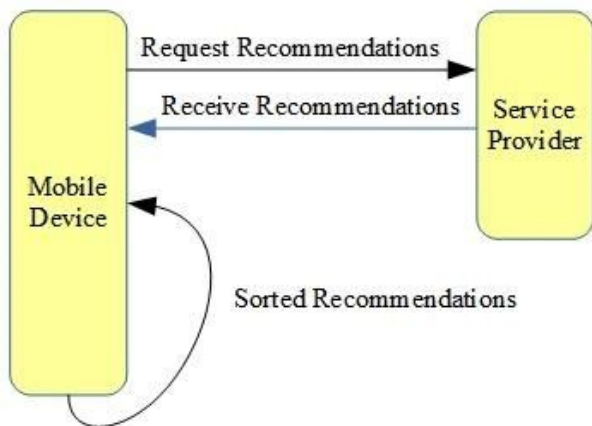 Request Recommendations
Receive Recommendations
Service
Provider
Mobile
Device
Sorted Recommendations